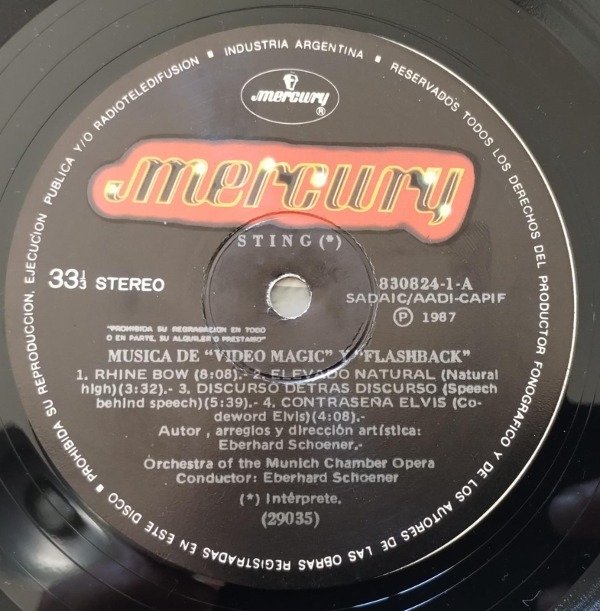 ■ INDUSTRIA ARGENTINA ■ RESERVADOS TODOS LOS DERECHOS DEL PRODUCTOR FONOGRAFICO Y DE LOS AUTORES DE LAS OBRAS REGISTRADAS EN ESTE DISCO ■ PROHIBIDA SU REPRODUCCION, EJECUCION PUBLICA Y/O RADIOTELEDIFUSION
mercury ®
mercury
STING (*)
33⅓ STEREO
830824-1-A
SADAIC/AADI-CAPIF
Ⓟ 1987
"PROHIBIDA SU REGRABACION EN TODO
O EN PARTE, SU ALQUILER O PRESTAMO"
MUSICA DE "VIDEO MAGIC" Y "FLASHBACK"
1. RHINE BOW (8:08).- 2. ELEVADO NATURAL (Natural
high)(3:32).- 3. DISCURSO DETRAS DISCURSO (Speech
behind speech)(5:39).- 4. CONTRASEÑA ELVIS (Co-
deword Elvis)(4:08).-
Autor , arreglos y dirección artística:
Eberhard Schoener.-
Orchestra of the Munich Chamber Opera
Conductor: Eberhard Schoener
(*) Intérprete.
(29035)